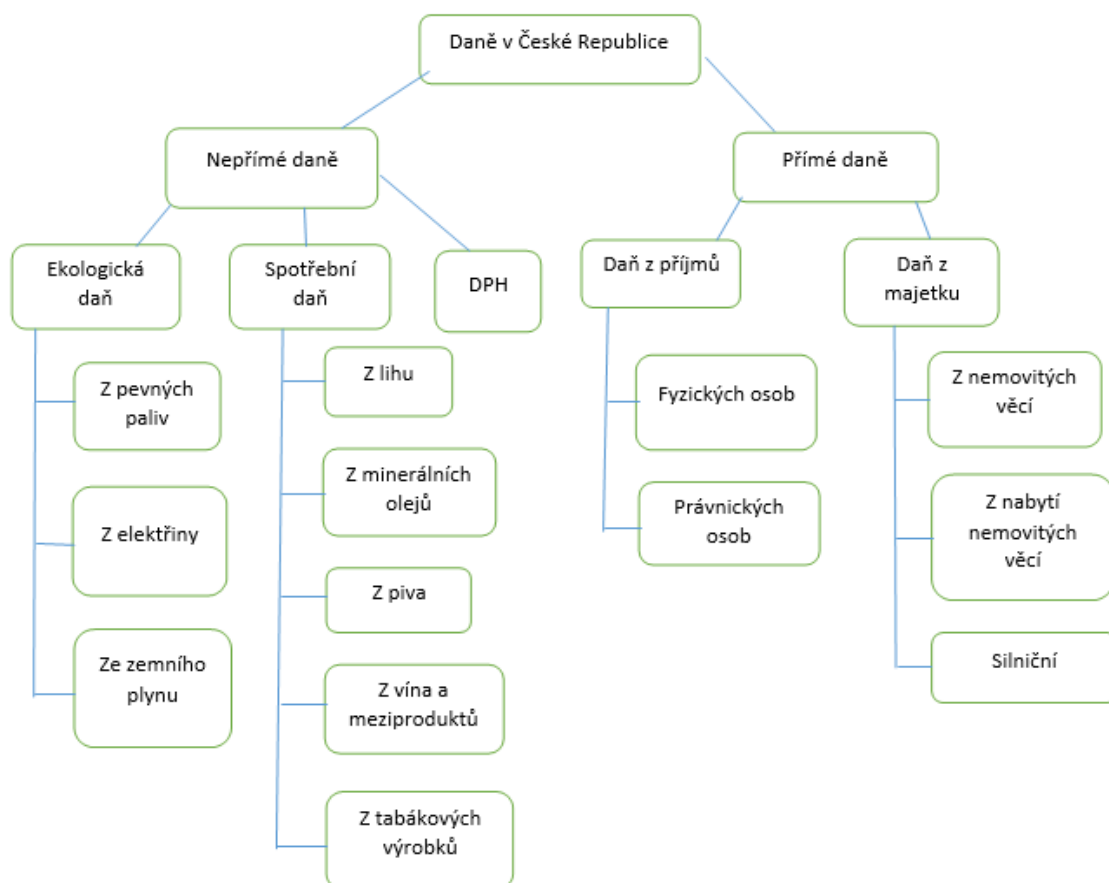 Daně v České Republice
Nepřímé daně
Přímé daně
Ekologická
daň
Spotřební
daň
DPH
Daň z příjmů
Daň z
majetku
Z pevných
paliv
Z elektřiny
Ze zemního
plynu
Z lihu
Z minerálních
olejů
Z piva
Z vína a
meziproduktů
Z tabákových
výrobků
Fyzických osob
Právnických
osob
Z nemovitých
věcí
Z nabytí
nemovitých
věcí
Silniční